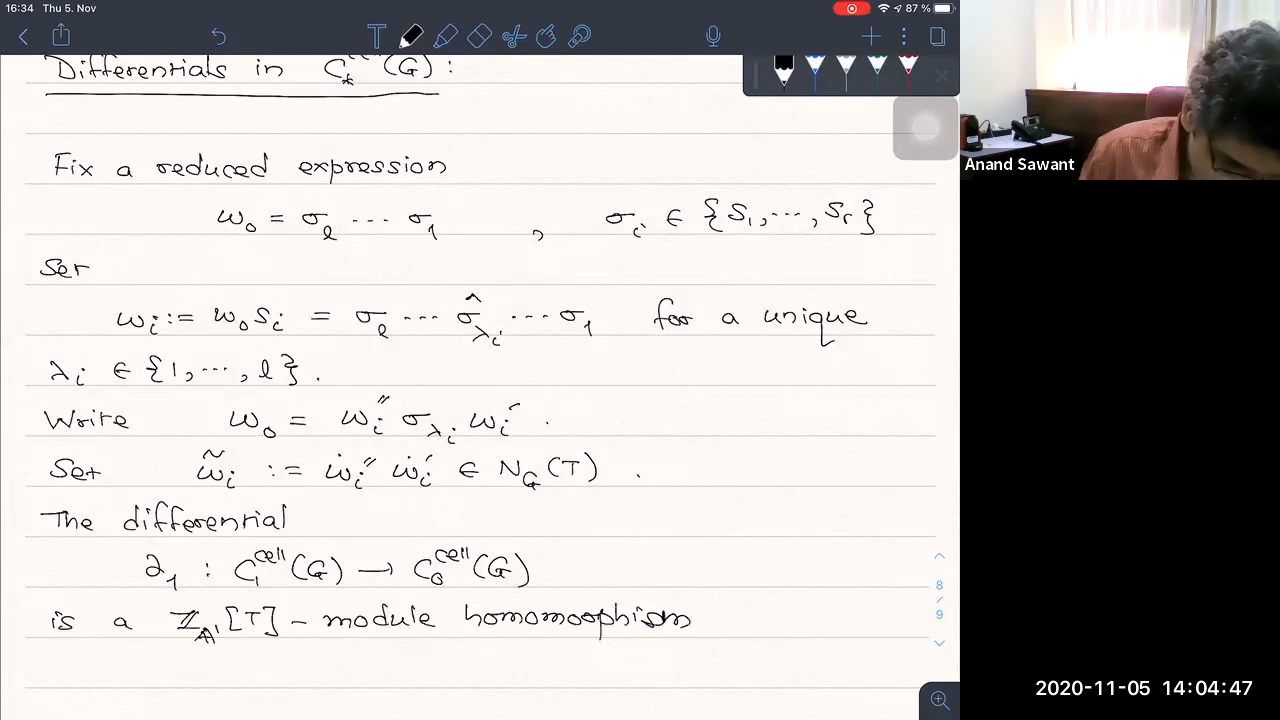 16:34 Thu 5. Nov
87 %
Differentials in C_*^{cell}(G) :
Fix a reduced expression
w_0 = σ_l ··· σ_1 , σ_i ∈ {S_1, ···, S_r}
Set
w_i := w_0 s_i = σ_l ··· σ̂_{λ_i} ··· σ_1 for a unique
λ_i ∈ {1, ···, l} .
Write w_0 = w_i'' σ_{λ_i} w_i' .
Set w̃_i := ẇ_i'' ẇ_i' ∈ N_G(T) .
The differential
∂_1 : C_1^{cell}(G) → C_0^{cell}(G)
is a ℤ_{A^1}[T] - module homomorphism
8
/
9
Anand Sawant
2020-11-05 14:04:47